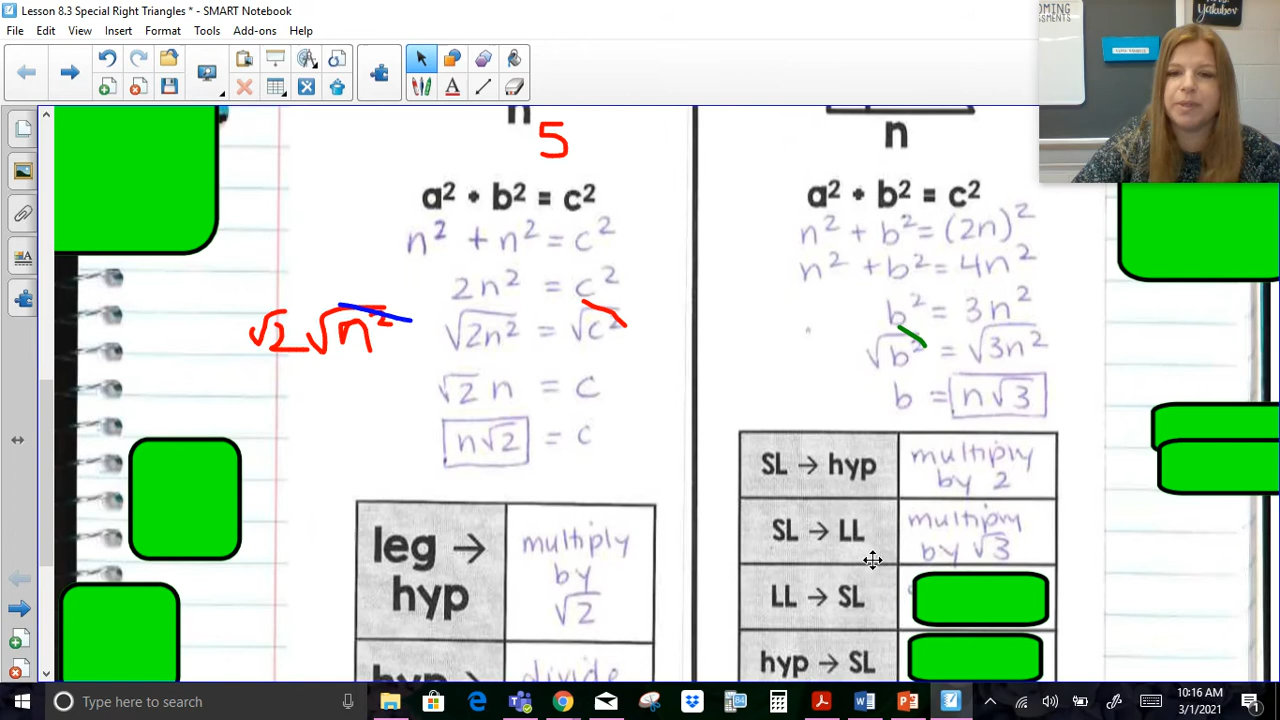 Lesson 8.3 Special Right Triangles * - SMART Notebook
File Edit View Insert Format Tools Add-ons Help
n
5
a² + b² = c²
n² + n² = c²
2n² = c²
√2 √n²
√2n² = √c²
√2 n = c
n√2 = c
leg → hyp
multiply
by
√2
divide
n
a² + b² = c²
n² + b² = (2n)²
n² + b² = 4n²
b² = 3n²
√b² = √3n²
b = n√3
SL → hyp
multiply
by 2
SL → LL
multiply
by √3
LL → SL
hyp → SL
Yakubov
Type here to search
10:16 AM
3/1/2021